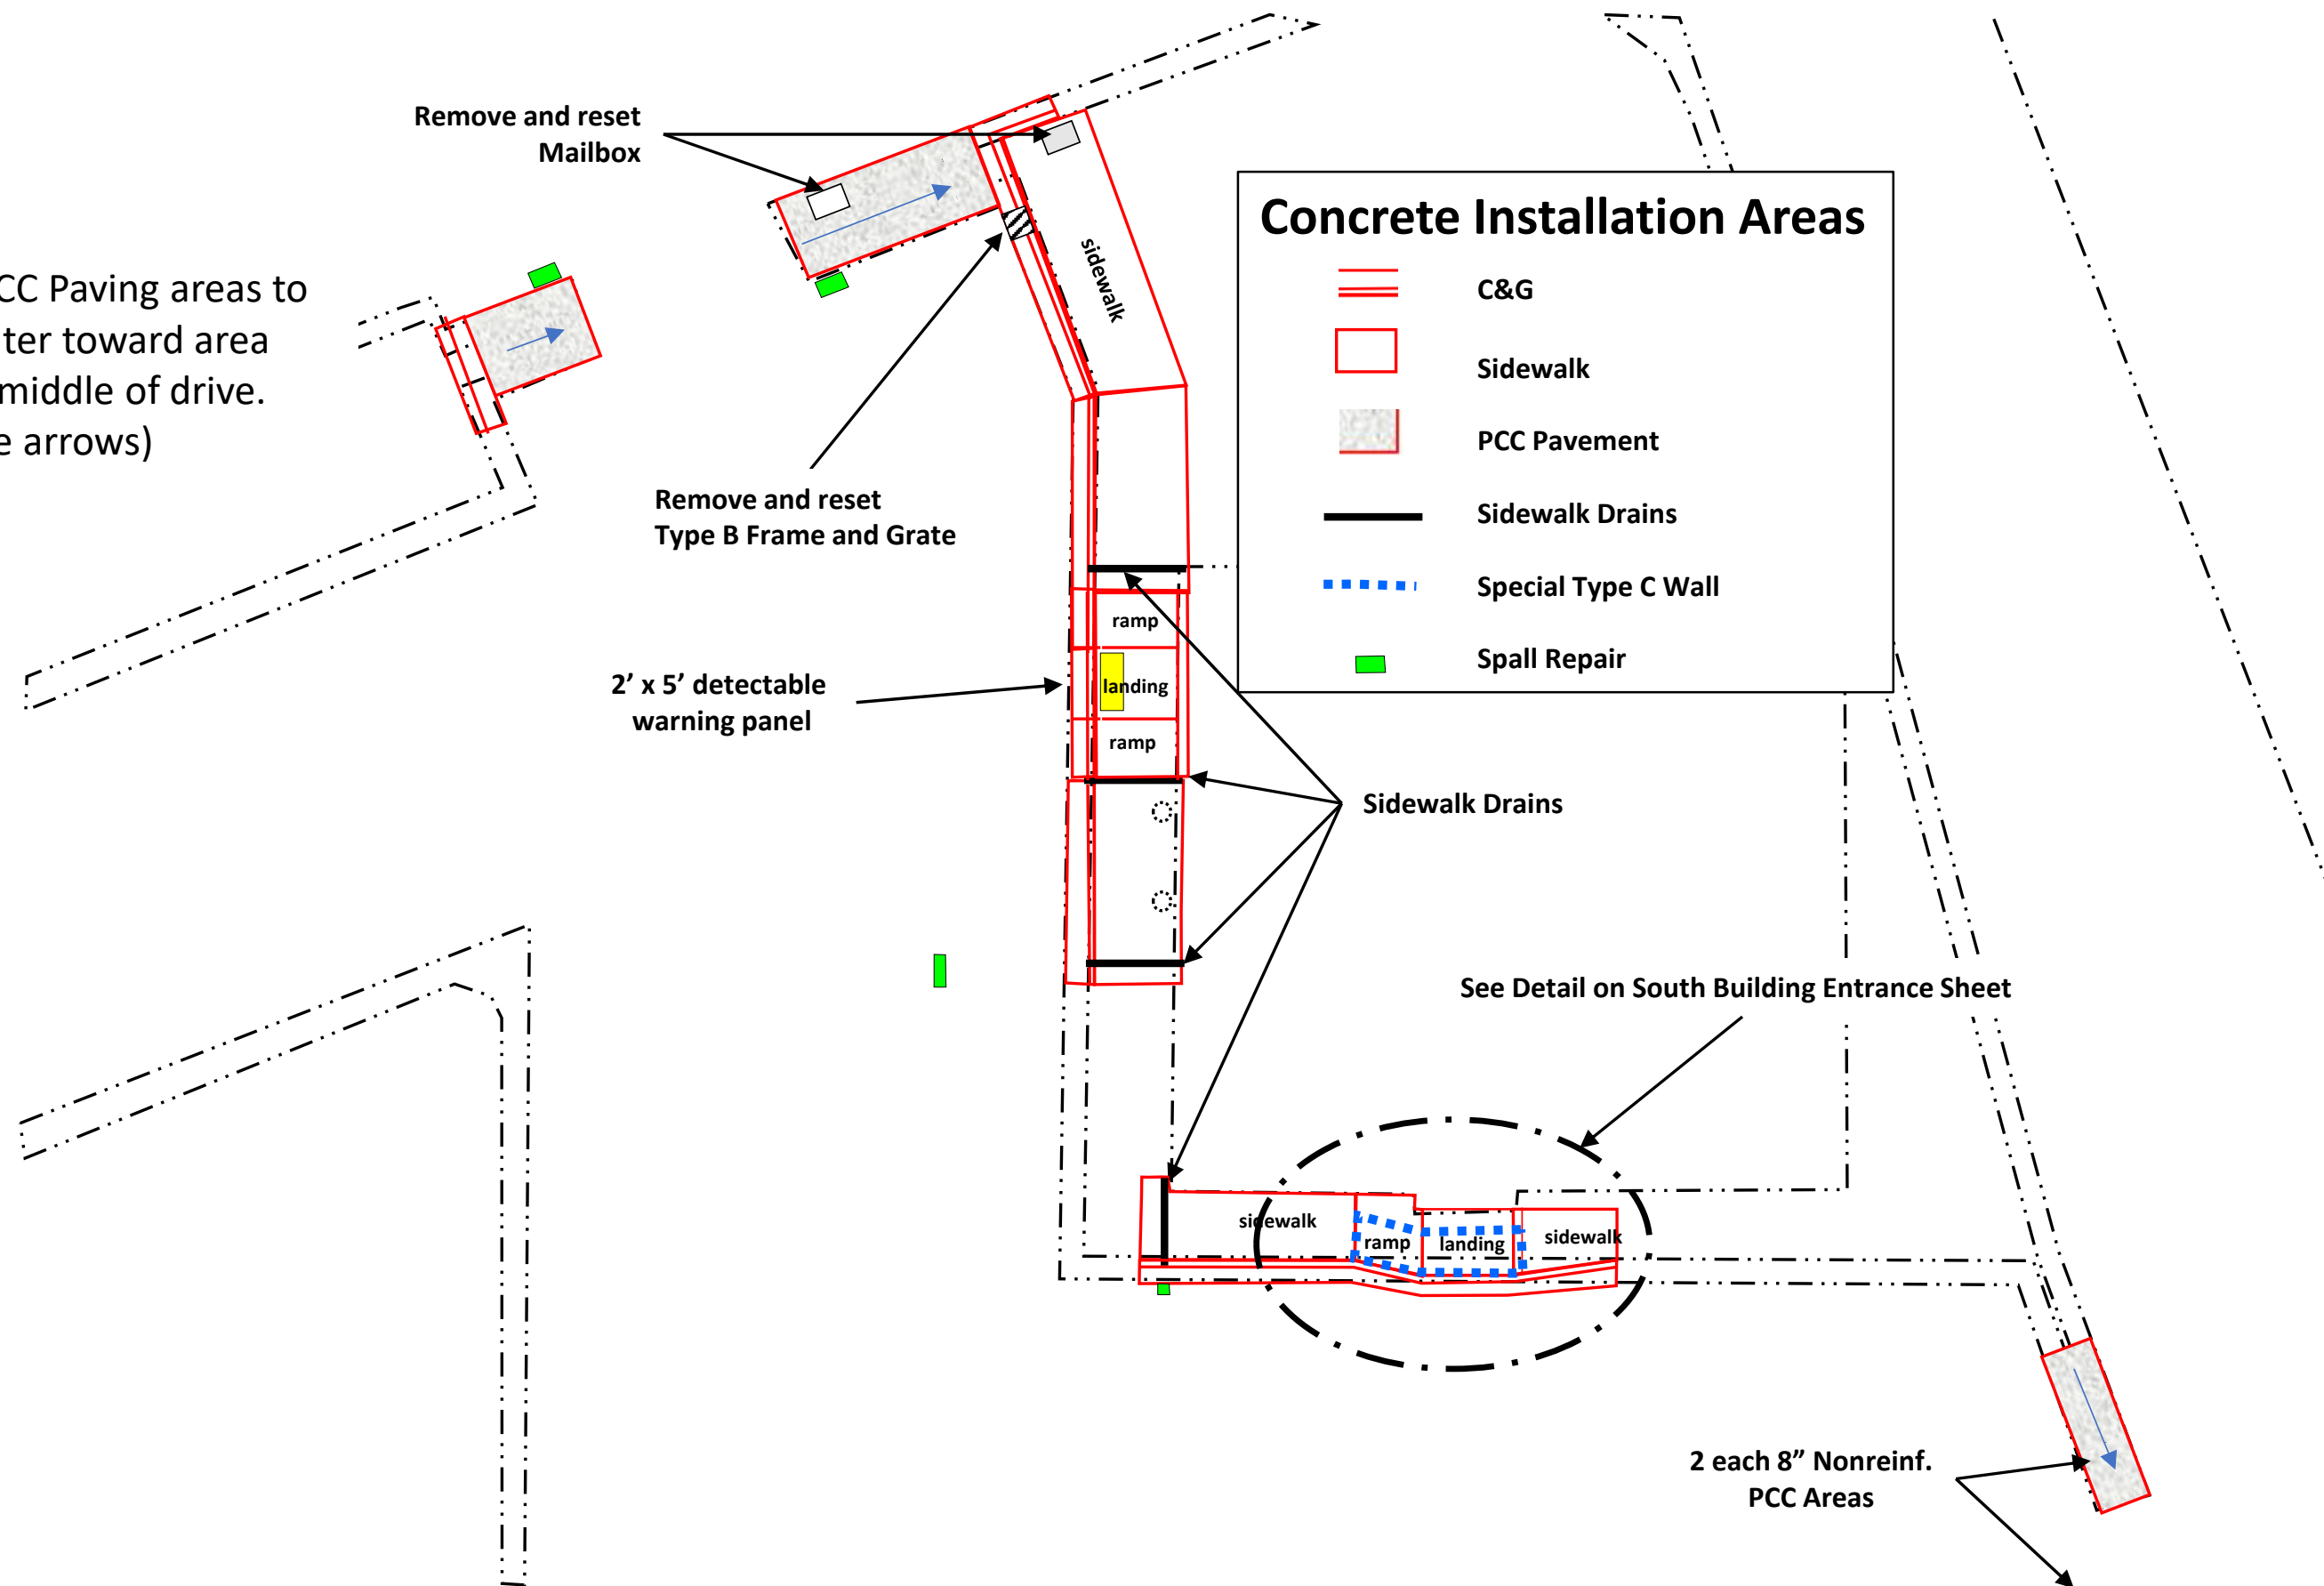 Remove and reset
Mailbox
CC Paving areas to
ter toward area
middle of drive.
e arrows)
Remove and reset
Type B Frame and Grate
2’ x 5’ detectable
warning panel
sidewalk
ramp
landing
ramp
Concrete Installation Areas
C&G
Sidewalk
PCC Pavement
Sidewalk Drains
Special Type C Wall
Spall Repair
Sidewalk Drains
See Detail on South Building Entrance Sheet
sidewalk
ramp
landing
sidewalk
2 each 8” Nonreinf.
PCC Areas